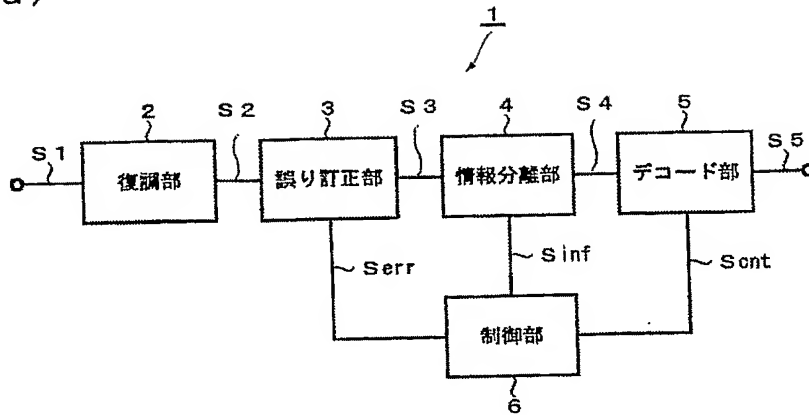 1
2
S2
3
S3
4
S4
5
S5
S1
復調部
誤り訂正部
情報分離部
デコード部
Serr
Sinf
Scnt
制御部
6